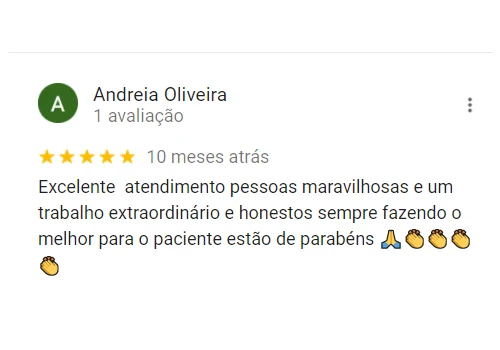 A
Andreia Oliveira
1 avaliação
10 meses atrás
Excelente  atendimento pessoas maravilhosas e um
trabalho extraordinário e honestos sempre fazendo o
melhor para o paciente estão de parabéns 🙏👏👏👏
👏